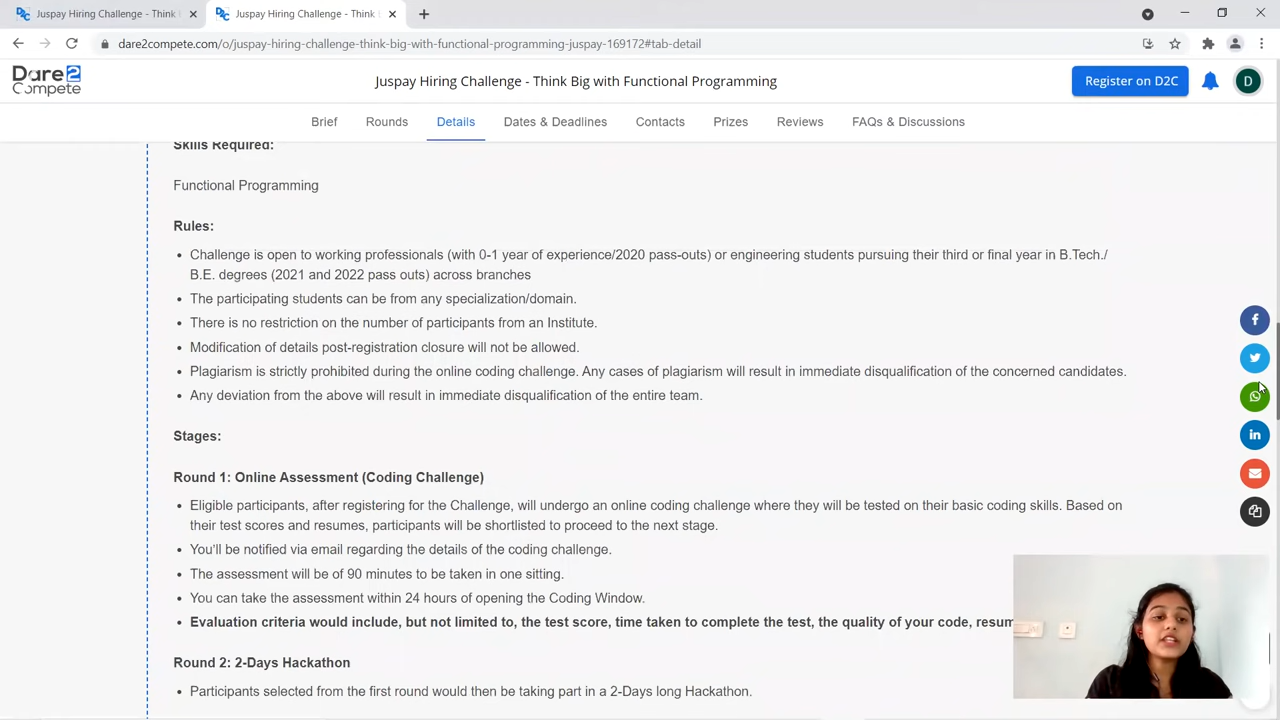 Juspay Hiring Challenge - Think
Juspay Hiring Challenge - Think
dare2compete.com/o/juspay-hiring-challenge-think-big-with-functional-programming-juspay-169172#tab-detail
Dare2
Compete
Juspay Hiring Challenge - Think Big with Functional Programming
Register on D2C
D
Brief Rounds Details Dates & Deadlines Contacts Prizes Reviews FAQs & Discussions
Skills Required:
Functional Programming
Rules:
• Challenge is open to working professionals (with 0-1 year of experience/2020 pass-outs) or engineering students pursuing their third or final year in B.Tech./
B.E. degrees (2021 and 2022 pass outs) across branches
• The participating students can be from any specialization/domain.
• There is no restriction on the number of participants from an Institute.
• Modification of details post-registration closure will not be allowed.
• Plagiarism is strictly prohibited during the online coding challenge. Any cases of plagiarism will result in immediate disqualification of the concerned candidates.
• Any deviation from the above will result in immediate disqualification of the entire team.
Stages:
Round 1: Online Assessment (Coding Challenge)
• Eligible participants, after registering for the Challenge, will undergo an online coding challenge where they will be tested on their basic coding skills. Based on
their test scores and resumes, participants will be shortlisted to proceed to the next stage.
• You'll be notified via email regarding the details of the coding challenge.
• The assessment will be of 90 minutes to be taken in one sitting.
• You can take the assessment within 24 hours of opening the Coding Window.
• Evaluation criteria would include, but not limited to, the test score, time taken to complete the test, the quality of your code, resum
Round 2: 2-Days Hackathon
• Participants selected from the first round would then be taking part in a 2-Days long Hackathon.